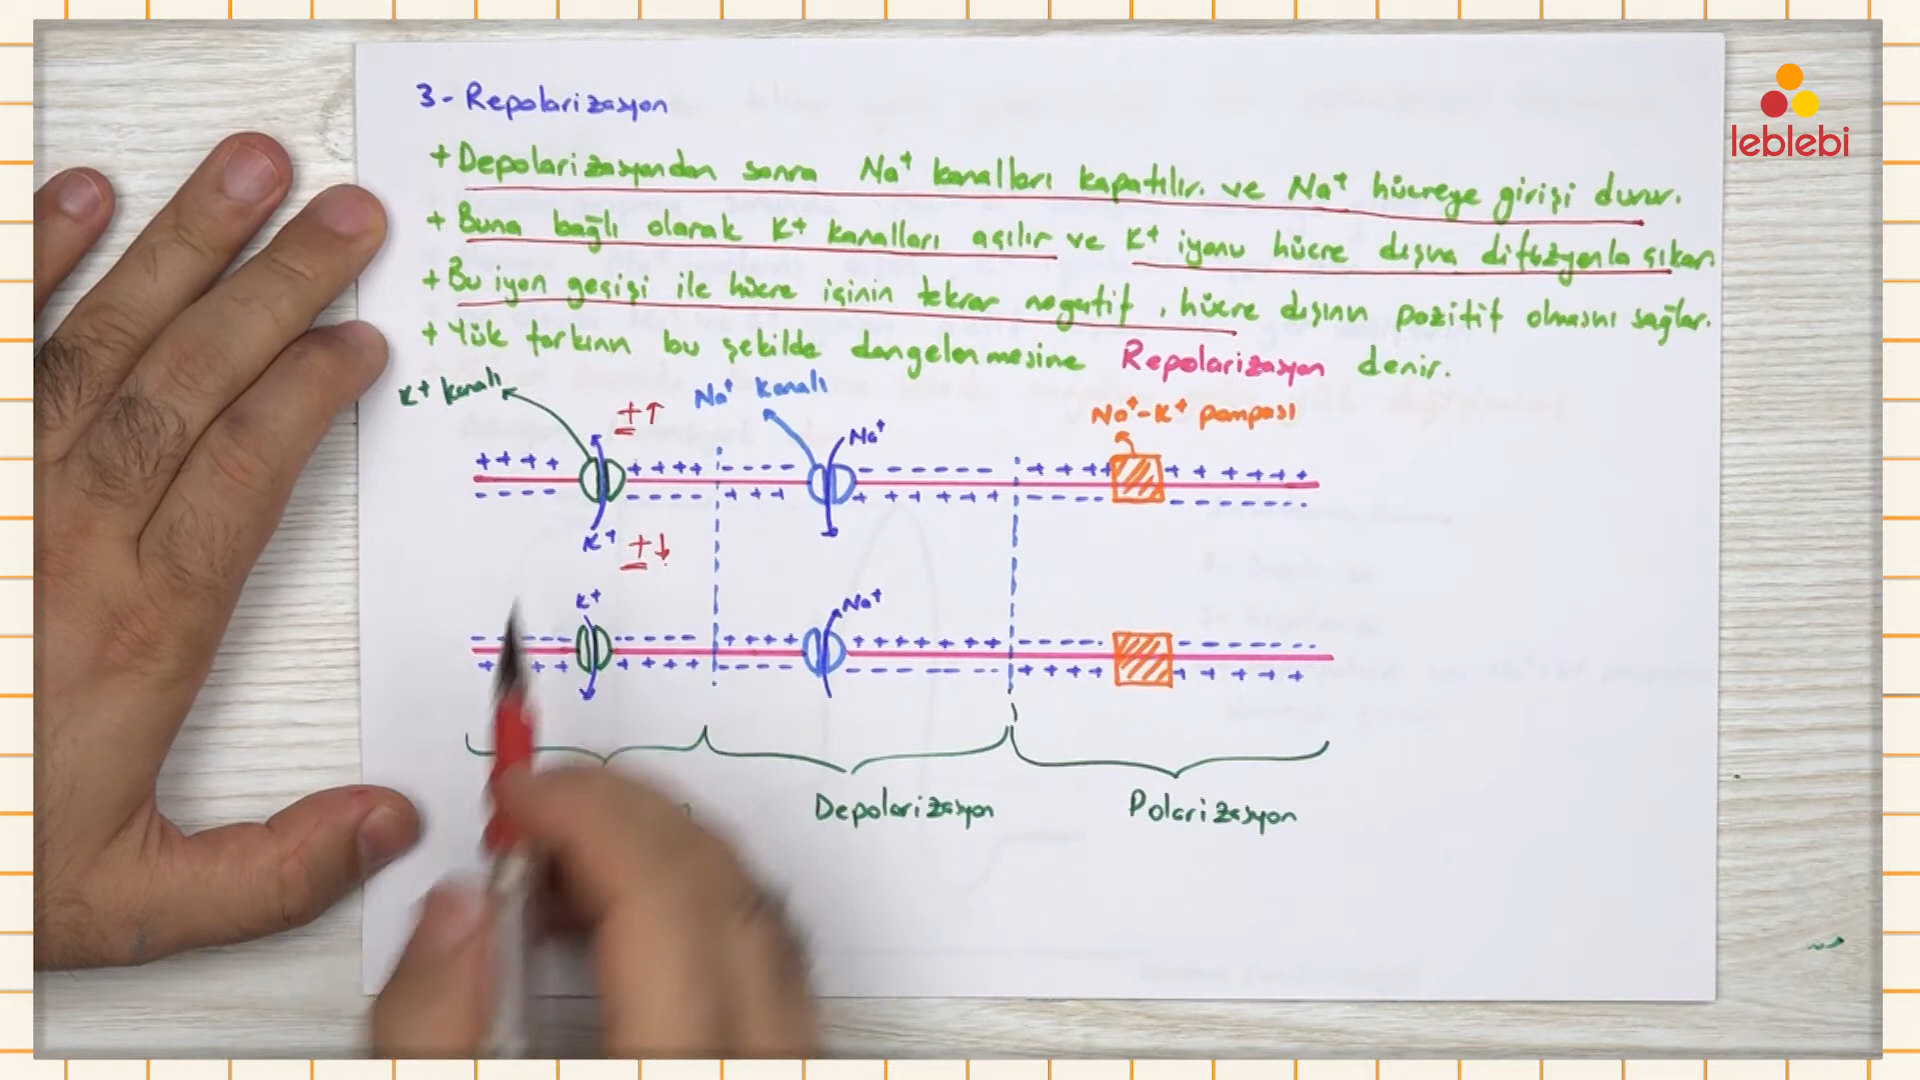 leblebi
3- Repolarizasyon
+ Depolarizasyondan sonra Na+ kanalları kapatılır. ve Na+ hücreye girişi durur.
+ Buna bağlı olarak K+ kanalları açılır ve K+ iyonu hücre dışına difüzyonla çıkar.
+ Bu iyon geçişi ile hücre içinin tekrar negatif, hücre dışının pozitif olmasını sağlar.
+ Yük farkının bu şekilde dengelenmesine Repolarizasyon denir.
K+ kanalı
+↑
Na+ kanalı
Na+
Na+-K+ pompası
++++ ++++ ---- ------- ++++ ++++++
---- ---- +++ ++++++ ---- ------
K+
+↓
K+
Na+
---- ----- ++++ +++++++ ----- ------
++++ ++++ ---- ------- ++++ +++++
Depolarizasyon
Polarizasyon